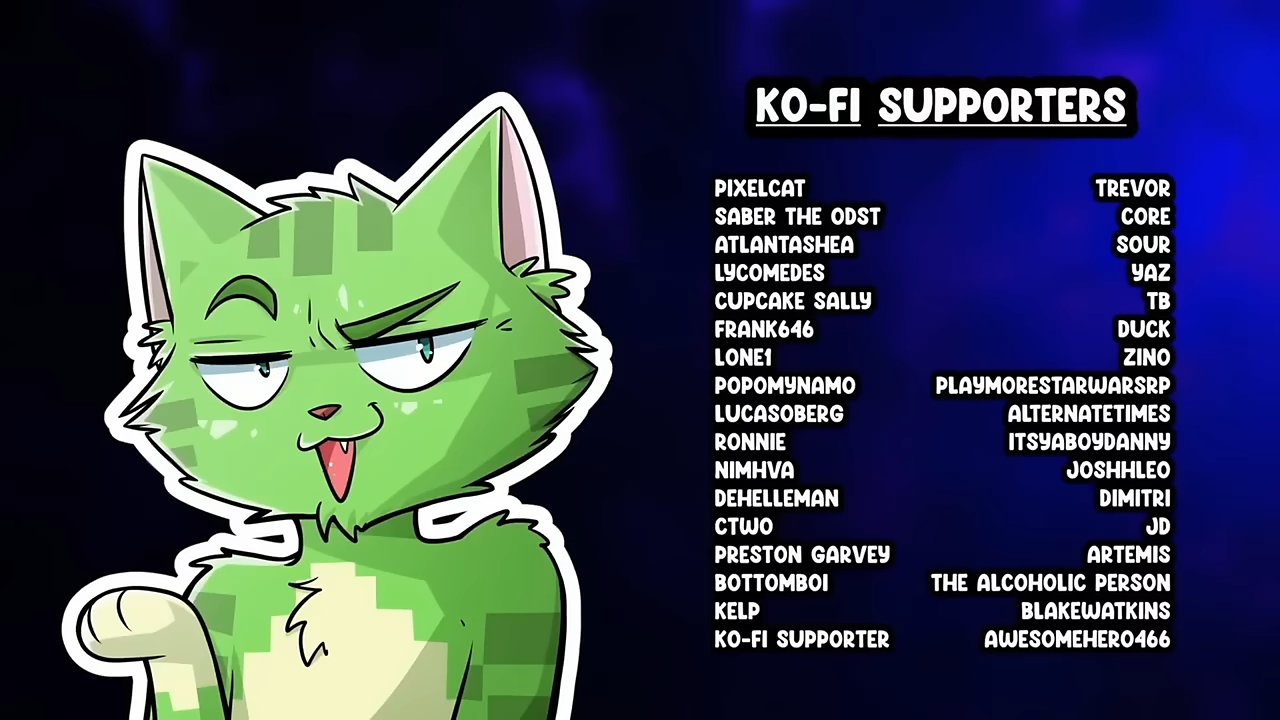 KO-FI SUPPORTERS
PIXELCAT
SABER THE ODST
ATLANTASHEA
LYCOMEDES
CUPCAKE SALLY
FRANK646
LONE1
POPOMYNAMO
LUCASOBERG
RONNIE
NIMHVA
DEHELLEMAN
CTWO
PRESTON GARVEY
BOTTOMBOI
KELP
KO-FI SUPPORTER
TREVOR
CORE
SOUR
YAZ
TB
DUCK
ZINO
PLAYMORESTARWARSRP
ALTERNATETIMES
ITSYABOYDANNY
JOSHHLEO
DIMITRI
JD
ARTEMIS
THE ALCOHOLIC PERSON
BLAKEWATKINS
AWESOMEHERO466